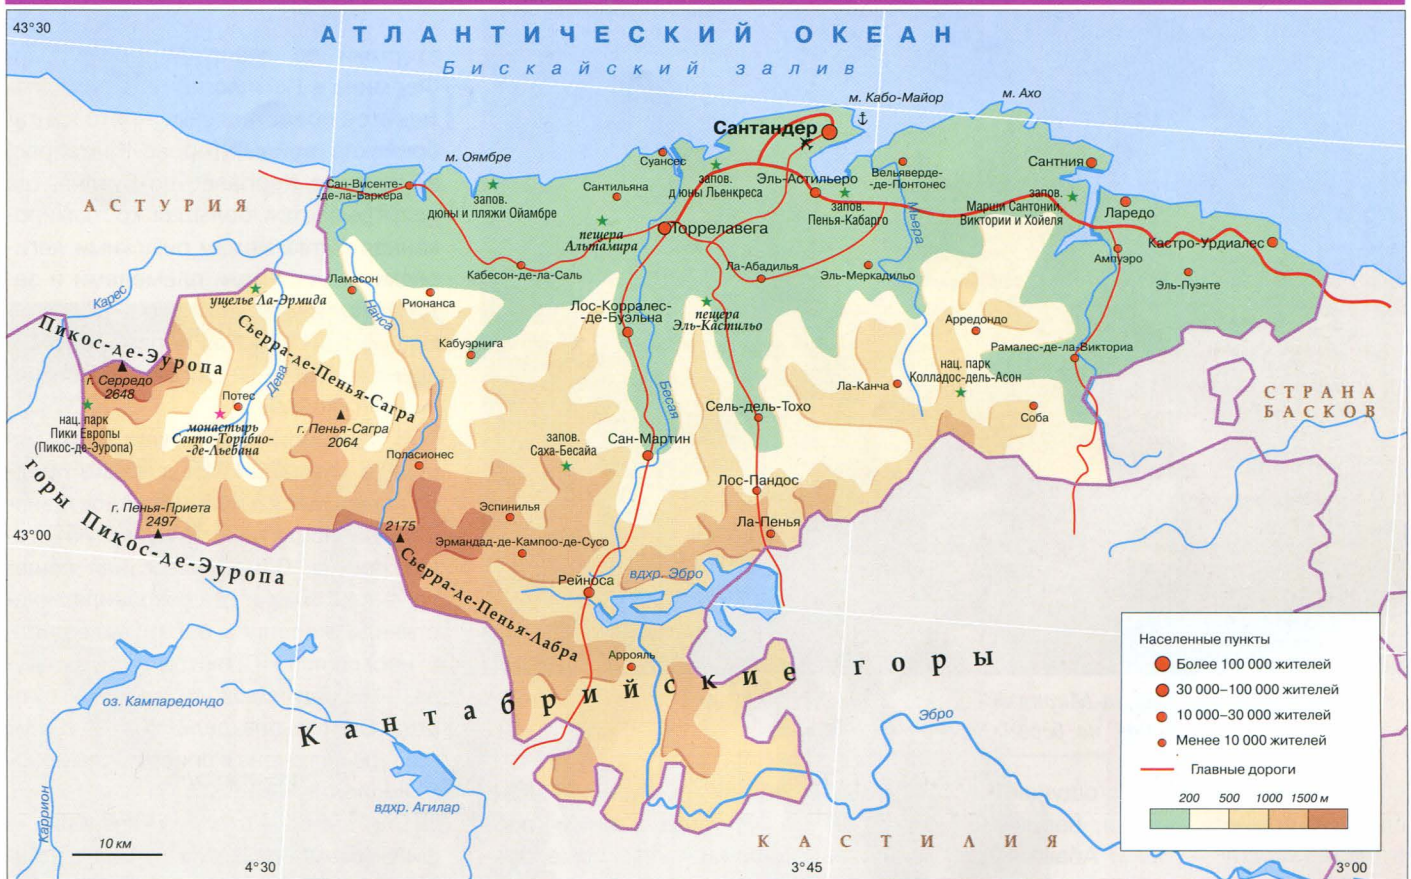 43°30
АТЛАНТИЧЕСКИЙ ОКЕАН
Бискайский залив
м. Кабо-Майор
м. Ахо
Сантандер
м. Оямбре
Суансес
Сантния
Вельяверде-
-де-Понтонес
Эль-Астильеро
запов.
дюны Льенкреса
Сан-Висенте-
-де-ла-Баркера
Сантильяна
запов.
дюны и пляжи Ойамбре
запов.
Пенья-Кабарго
запов.
Марши Сантонии,
Виктории и Хойеля
Ларедо
АСТУРИЯ
пещера
Альтамира
Торрелавега
Мьера
Кастро-Урдиалес
Ампуэро
Эль-Пуэнте
Кабесон-де-ла-Саль
Ла-Абадилья
Эль-Меркадильо
Карес
ущелье Ла-Эрмида
Ламасон
Нанса
Рионанса
Лос-Корралес-
-де-Буэльна
пещера
Эль-Кастильо
Арредондо
Рамалес-де-ла-Виктриа
Пикос-де-Эуропа
Сьерра-де-Пенья-Сагра
Кабуэрнига
г. Серредо
2648
Дева
Потес
нац. парк
Колладос-дель-Асон
Ла-Канча
Соба
СТРАНА
БАСКОВ
нац. парк
Пики Европы
(Пикос-де-Эуропа)
монастырь
Санто-Торибио-
-де-Льебана
г. Пенья-Сагра
2064
Бесая
Сель-дель-Тохо
Сан-Мартин
запов.
Саха-Бесайа
Поласионес
Лос-Пандос
горы Пикос-де-Эуропа
г. Пенья-Приета
2497
Эспинилья
Ла-Пенья
2175
Эрмандад-де-Кампоо-де-Сусо
43°00
Сьерра-де-Пенья-Лабра
Рейноса
вдхр. Эбро
Аррояль
Кантабрийские горы
оз. Кампаредондо
Эбро
вдхр. Агилар
Каррион
КАСТИЛИЯ
10 км
4°30
3°45
3°00
Населенные пункты
Более 100 000 жителей
30 000–100 000 жителей
10 000–30 000 жителей
Менее 10 000 жителей
Главные дороги
200 500 1000 1500 м